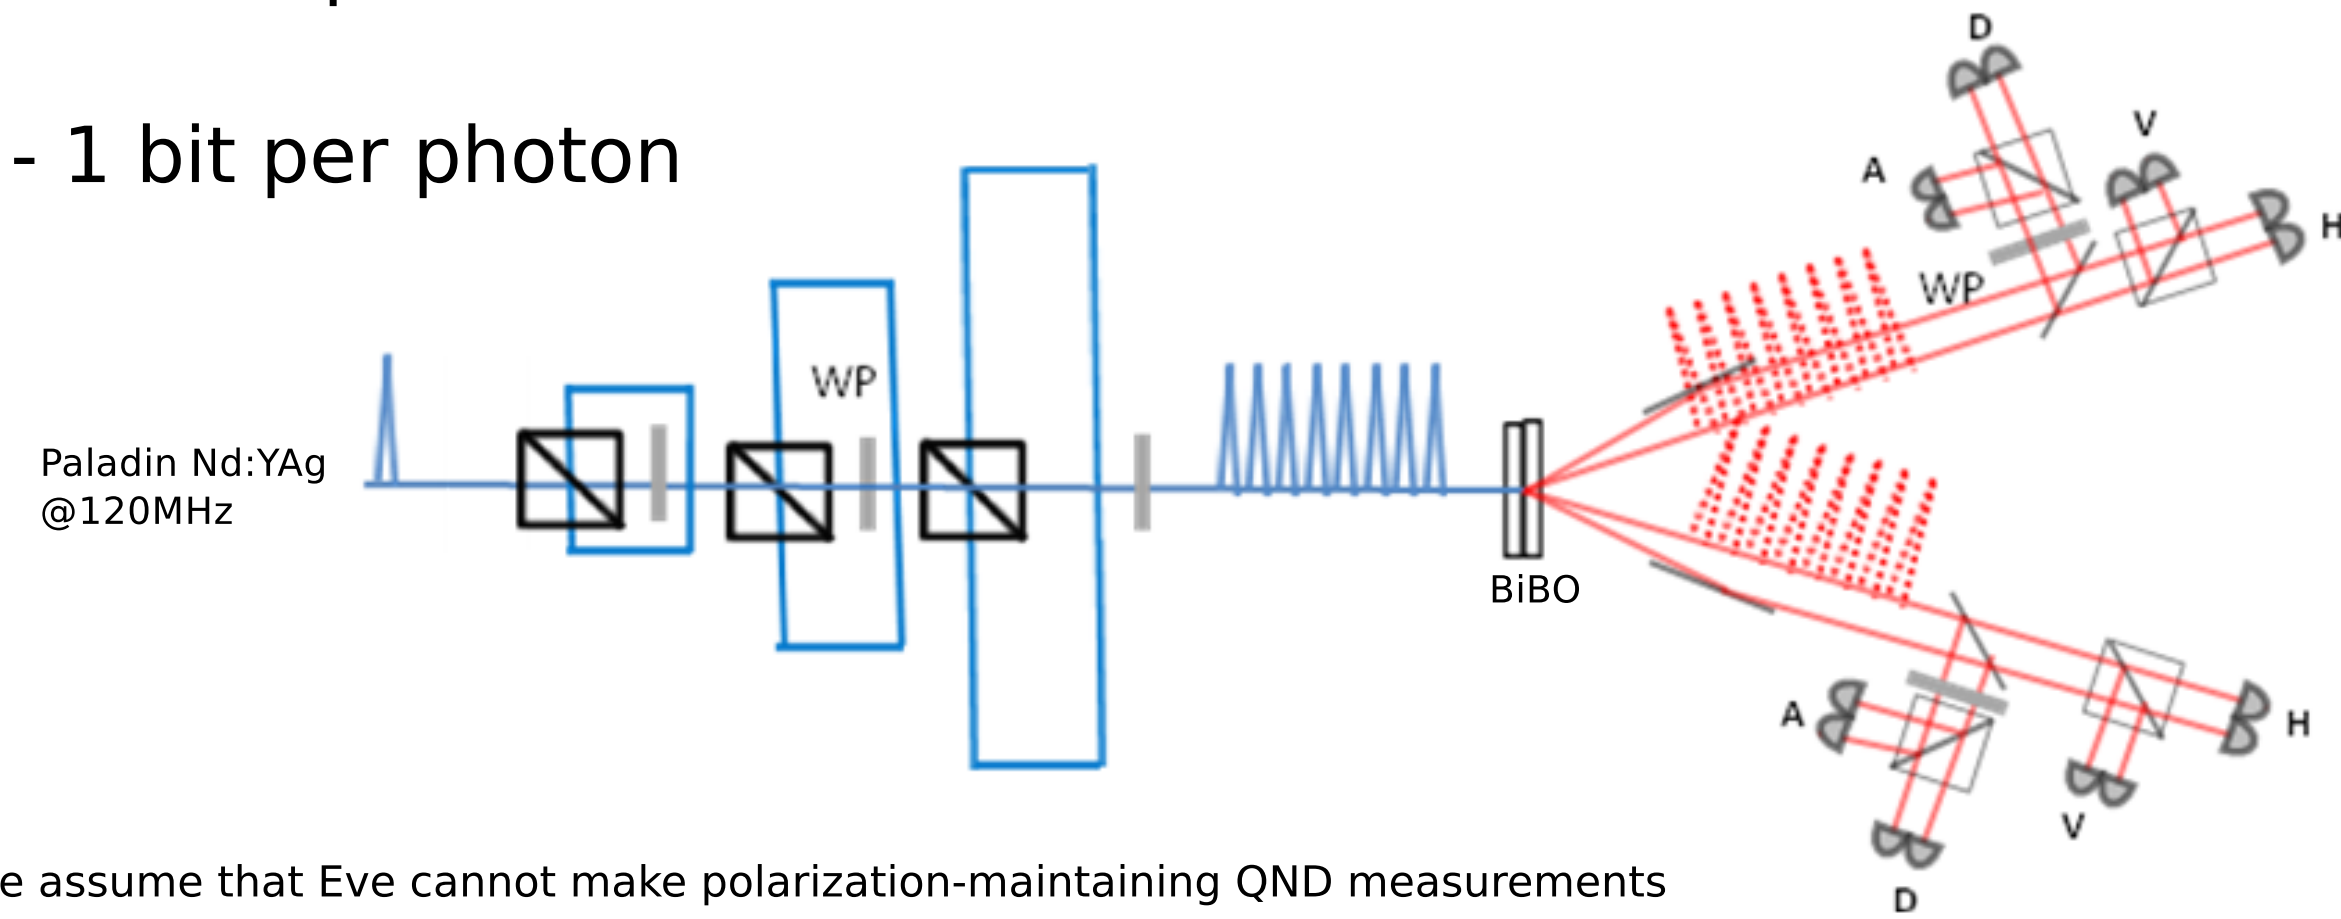 - 1 bit per photon
D
V
A
H
WP
WP
Paladin Nd:YAg
@120MHz
BiBO
A
H
V
D
e assume that Eve cannot make polarization-maintaining QND measurements